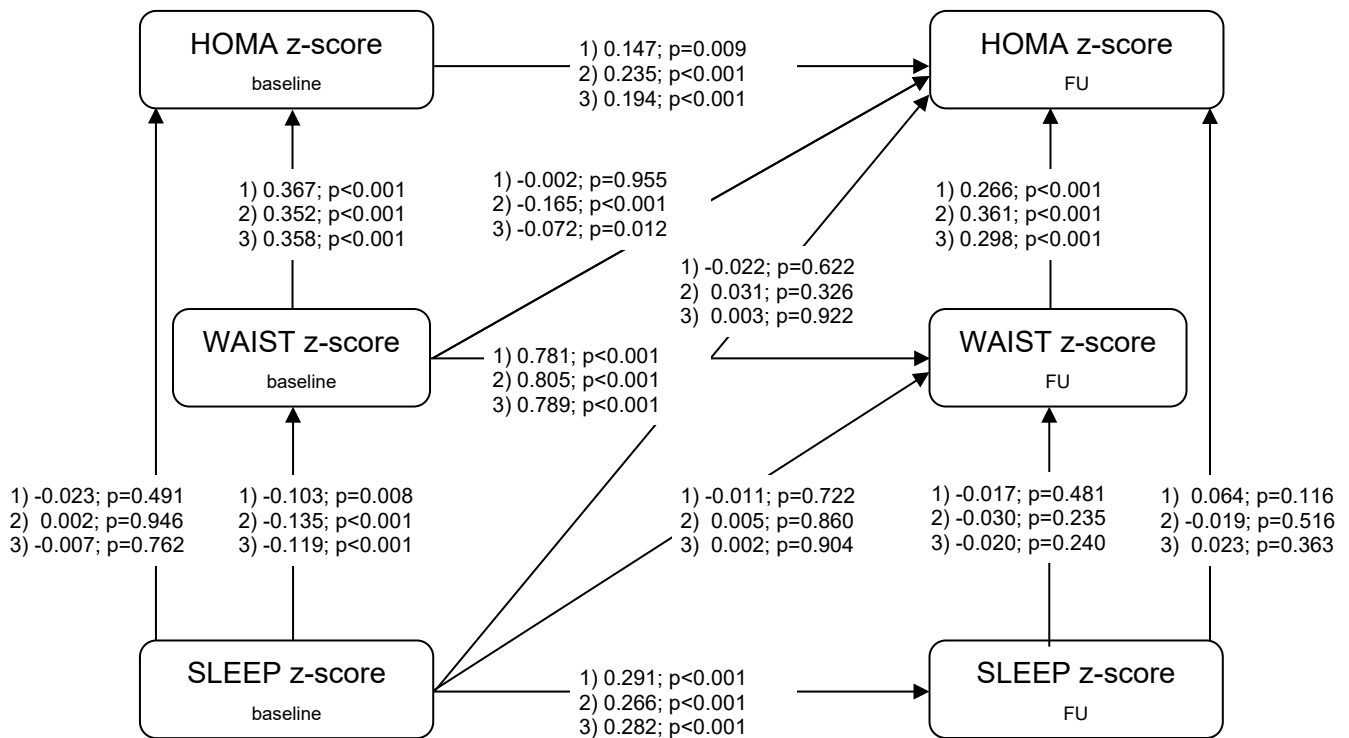 HOMA z-score
baseline
1) 0.147; p=0.009
2) 0.235; p<0.001
3) 0.194; p<0.001
HOMA z-score
FU
1) 0.367; p<0.001
2) 0.352; p<0.001
3) 0.358; p<0.001
1) -0.002; p=0.955
2) -0.165; p<0.001
3) -0.072; p=0.012
1) 0.266; p<0.001
2) 0.361; p<0.001
3) 0.298; p<0.001
1) -0.022; p=0.622
2) 0.031; p=0.326
3) 0.003; p=0.922
WAIST z-score
baseline
1) 0.781; p<0.001
2) 0.805; p<0.001
3) 0.789; p<0.001
WAIST z-score
FU
1) -0.023; p=0.491
2) 0.002; p=0.946
3) -0.007; p=0.762
1) -0.103; p=0.008
2) -0.135; p<0.001
3) -0.119; p<0.001
1) -0.011; p=0.722
2) 0.005; p=0.860
3) 0.002; p=0.904
1) -0.017; p=0.481
2) -0.030; p=0.235
3) -0.020; p=0.240
1) 0.064; p=0.116
2) -0.019; p=0.516
3) 0.023; p=0.363
SLEEP z-score
baseline
1) 0.291; p<0.001
2) 0.266; p<0.001
3) 0.282; p<0.001
SLEEP z-score
FU